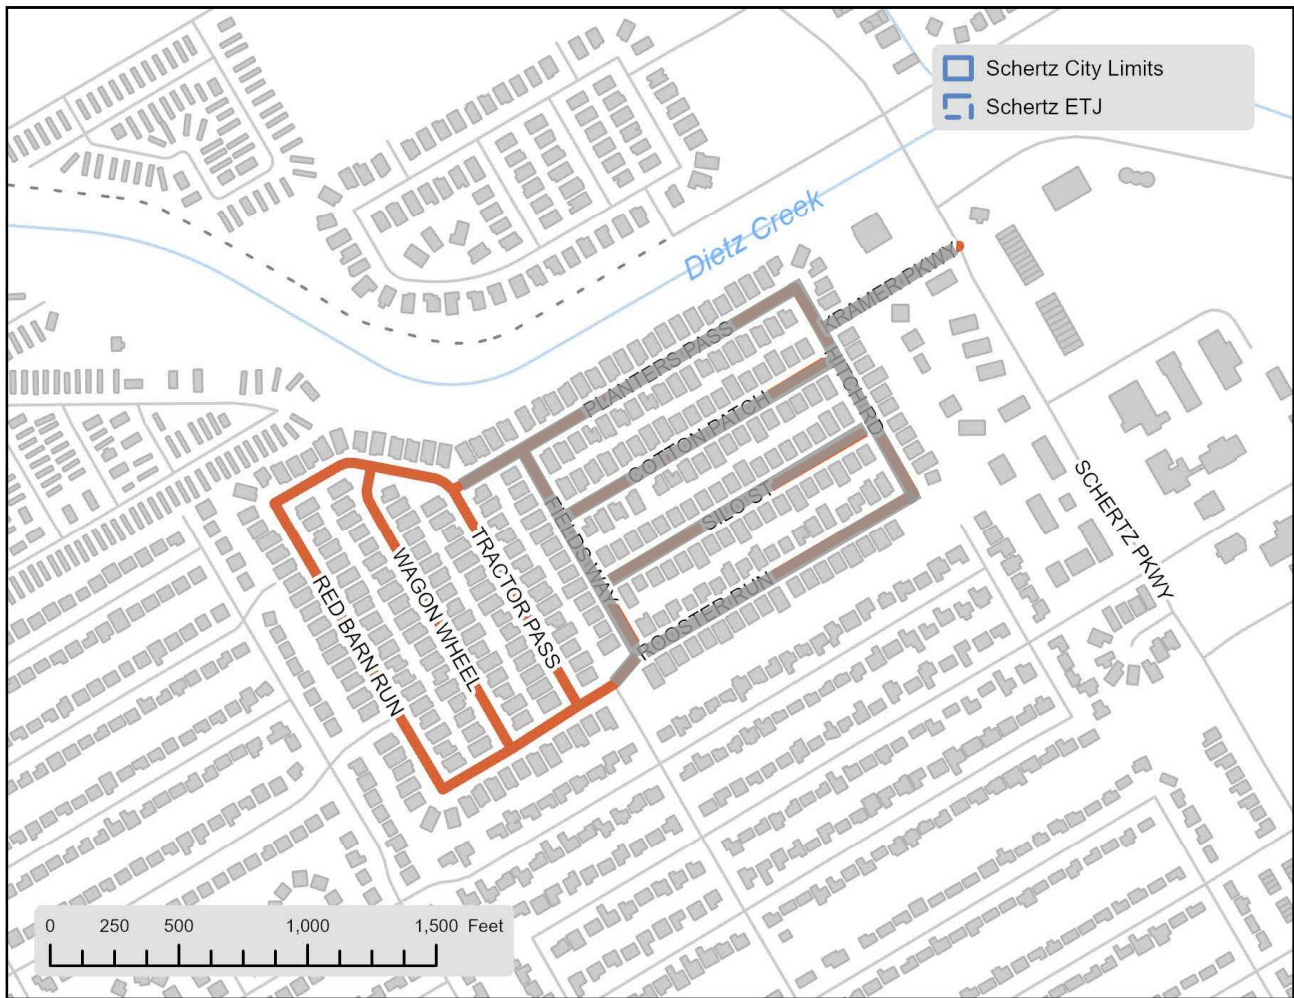 Schertz City Limits
Schertz ETJ
Dietz Creek
KRAMER PKWY
PLANTERS PASS
HITCH RD
COTTON PATCH
SILO ST
FIELDS WAY
ROOSTER RUN
SCHERTZ PKWY
TRACTOR PASS
WAGON WHEEL
RED BARN RUN
0 250 500 1,000 1,500 Feet